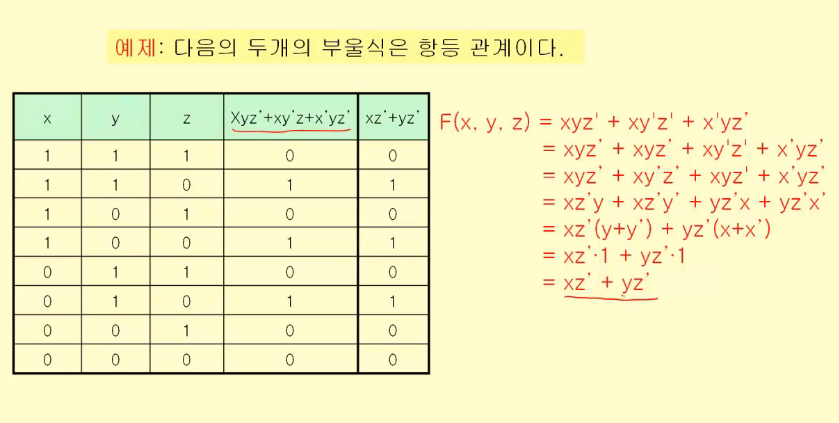 예제: 다음의 두개의 부울식은 항등 관계이다.
x y z Xyz'+xy'z+x'yz' xz'+yz'
1 1 1 0 0
1 1 0 1 1
1 0 1 0 0
1 0 0 1 1
0 1 1 0 0
0 1 0 1 1
0 0 1 0 0
0 0 0 0 0
F(x, y, z) = xyz' + xy'z' + x'yz'
= xyz' + xyz' + xy'z' + x'yz'
= xyz' + xy'z' + xyz' + x'yz'
= xz'y + xz'y' + yz'x + yz'x'
= xz'(y+y') + yz'(x+x')
= xz'·1 + yz'·1
= xz' + yz'